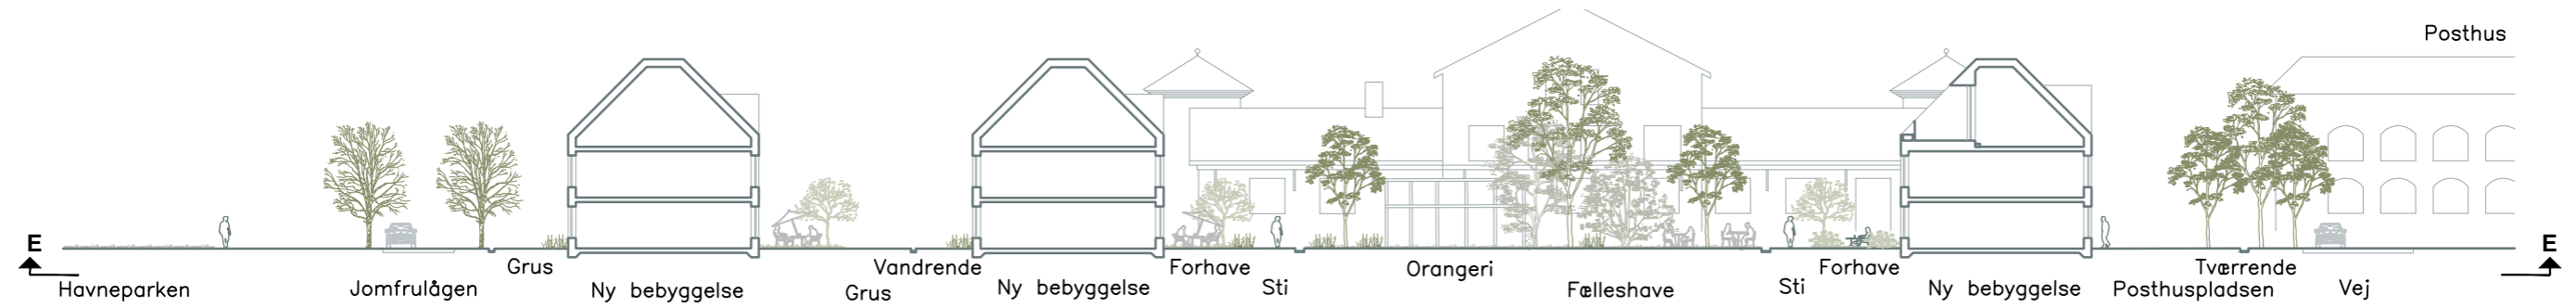 Posthus
E
E
Grus
Vandrende
Forhave
Orangeri
Forhave
Tværrende
Havneparken
Jomfrulågen
Ny bebyggelse
Grus
Ny bebyggelse
Sti
Fælleshave
Sti
Ny bebyggelse
Posthuspladsen
Vej